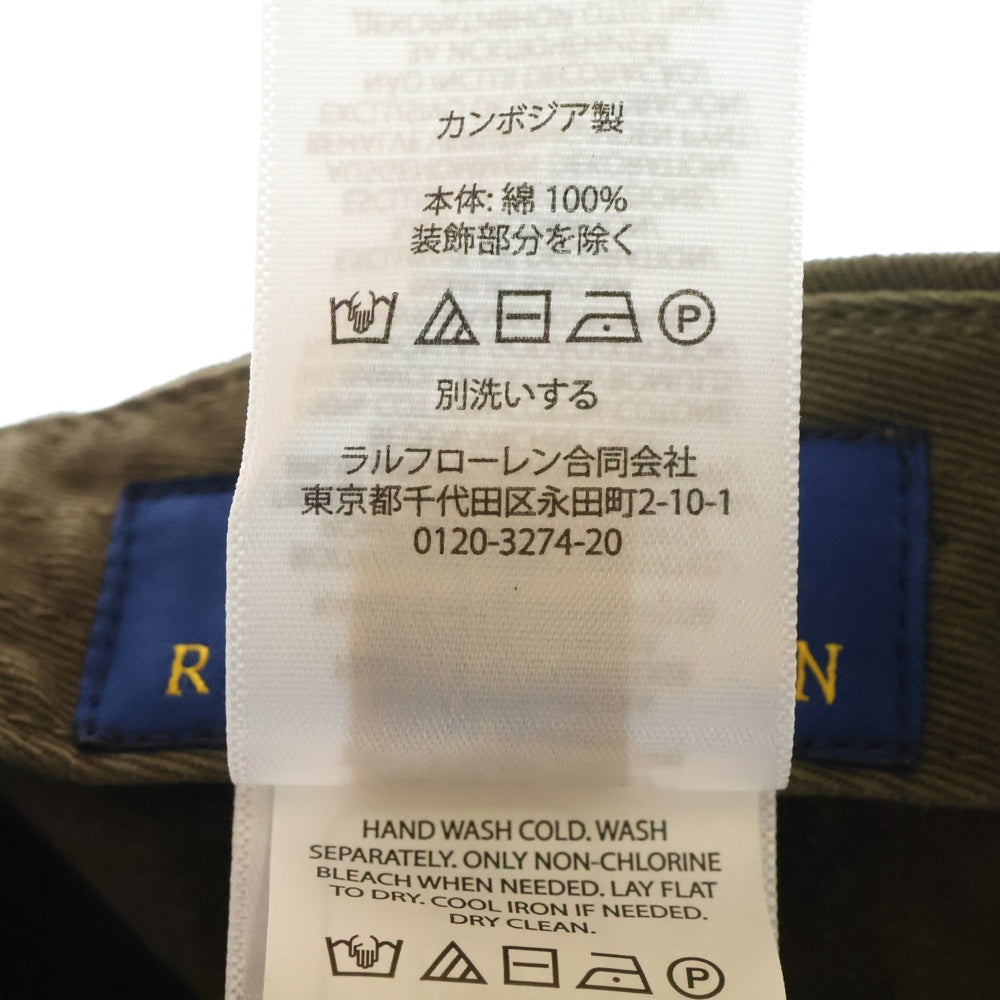 カンボジア製
本体: 綿 100%
装飾部分を除く
P
別洗いする
ラルフローレン合同会社
東京都千代田区永田町2-10-1
0120-3274-20
R N
HAND WASH COLD. WASH
SEPARATELY. ONLY NON-CHLORINE
BLEACH WHEN NEEDED. LAY FLAT
TO DRY. COOL IRON IF NEEDED.
DRY CLEAN.
P